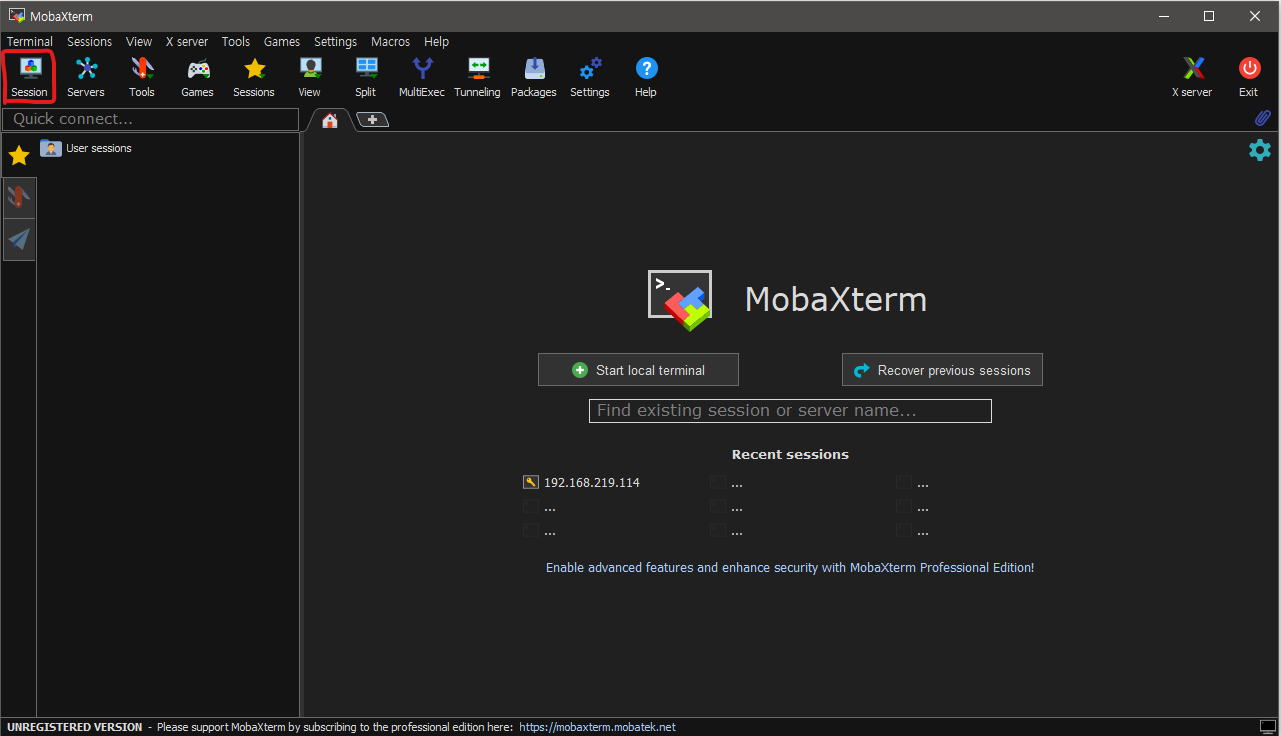 MobaXterm
Terminal Sessions View X server Tools Games Settings Macros Help
Session Servers Tools Games Sessions View Split MultiExec Tunneling Packages Settings Help X server Exit
Quick connect...
User sessions
>_
MobaXterm
Start local terminal Recover previous sessions
Find existing session or server name...
Recent sessions
192.168.219.114 ... ...
... ... ...
... ... ...
Enable advanced features and enhance security with MobaXterm Professional Edition!
UNREGISTERED VERSION - Please support MobaXterm by subscribing to the professional edition here: https://mobaxterm.mobatek.net